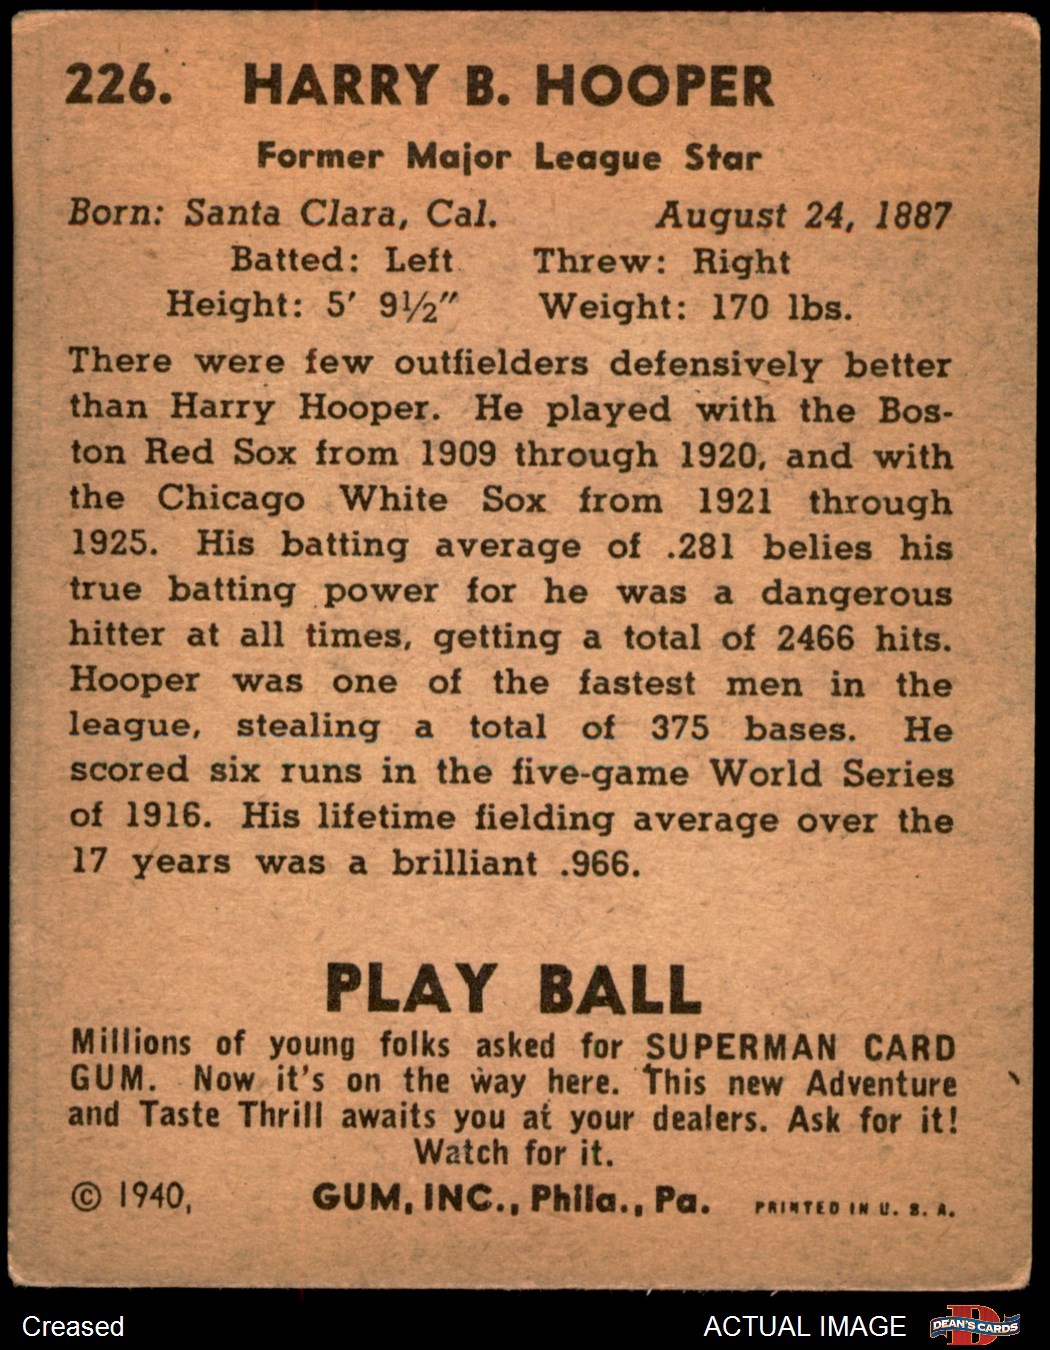 226. HARRY B. HOOPER
Former Major League Star
Born: Santa Clara, Cal. August 24, 1887
Batted: Left Threw: Right
Height: 5' 9½" Weight: 170 lbs.
There were few outfielders defensively better
than Harry Hooper. He played with the Bos-
ton Red Sox from 1909 through 1920, and with
the Chicago White Sox from 1921 through
1925. His batting average of .281 belies his
true batting power for he was a dangerous
hitter at all times, getting a total of 2466 hits.
Hooper was one of the fastest men in the
league, stealing a total of 375 bases. He
scored six runs in the five-game World Series
of 1916. His lifetime fielding average over the
17 years was a brilliant .966.
PLAY BALL
Millions of young folks asked for SUPERMAN CARD
GUM. Now it's on the way here. This new Adventure
and Taste Thrill awaits you at your dealers. Ask for it!
Watch for it.
© 1940, GUM, INC., Phila., Pa. PRINTED IN U. S. A.
Creased ACTUAL IMAGE DEAN'S CARDS